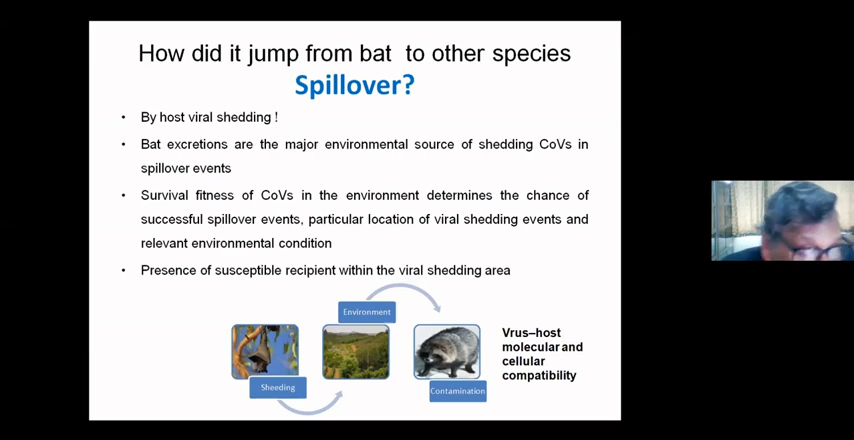 How did it jump from bat to other species
Spillover?
• By host viral shedding !
• Bat excretions are the major environmental source of shedding CoVs in
spillover events
• Survival fitness of CoVs in the environment determines the chance of
successful spillover events, particular location of viral shedding events and
relevant environmental condition
• Presence of susceptible recipient within the viral shedding area
Environment
Vrus–host
molecular and
cellular
compatibility
Sheeding
Contamination